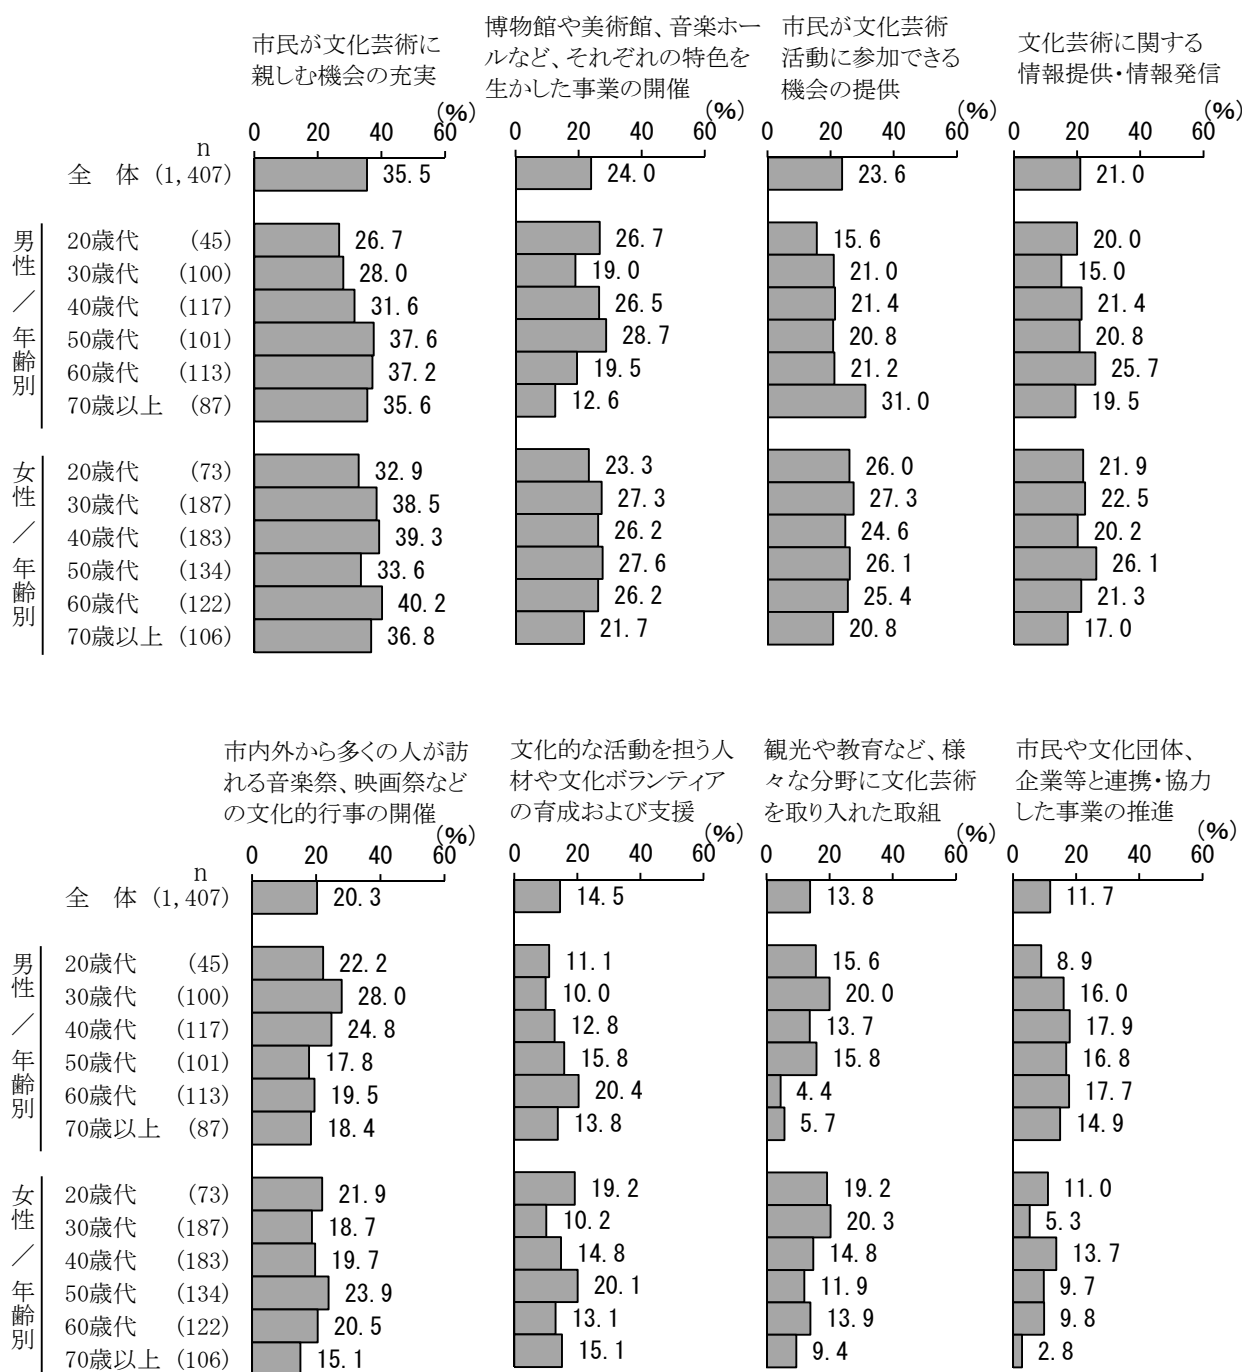 市民が文化芸術に
親しむ機会の充実
博物館や美術館、音楽ホー
ルなど、それぞれの特色を
生かした事業の開催
市民が文化芸術
活動に参加できる
機会の提供
文化芸術に関する
情報提供・情報発信
(%) (%) (%) (%)
0 20 40 60 0 20 40 60 0 20 40 60 0 20 40 60
n
全 体 (1,407) 35.5 24.0 23.6 21.0
男性／年齢別
20歳代 (45) 26.7 26.7 15.6 20.0
30歳代 (100) 28.0 19.0 21.0 15.0
40歳代 (117) 31.6 26.5 21.4 21.4
50歳代 (101) 37.6 28.7 20.8 20.8
60歳代 (113) 37.2 19.5 21.2 25.7
70歳以上 (87) 35.6 12.6 31.0 19.5
女性／年齢別
20歳代 (73) 32.9 23.3 26.0 21.9
30歳代 (187) 38.5 27.3 27.3 22.5
40歳代 (183) 39.3 26.2 24.6 20.2
50歳代 (134) 33.6 27.6 26.1 26.1
60歳代 (122) 40.2 26.2 25.4 21.3
70歳以上 (106) 36.8 21.7 20.8 17.0
市内外から多くの人が訪
れる音楽祭、映画祭など
の文化的行事の開催
文化的な活動を担う人
材や文化ボランティア
の育成および支援
観光や教育など、様
々な分野に文化芸術
を取り入れた取組
市民や文化団体、
企業等と連携・協力
した事業の推進
(%) (%) (%) (%)
0 20 40 60 0 20 40 60 0 20 40 60 0 20 40 60
n
全 体 (1,407) 20.3 14.5 13.8 11.7
男性／年齢別
20歳代 (45) 22.2 11.1 15.6 8.9
30歳代 (100) 28.0 10.0 20.0 16.0
40歳代 (117) 24.8 12.8 13.7 17.9
50歳代 (101) 17.8 15.8 15.8 16.8
60歳代 (113) 19.5 20.4 4.4 17.7
70歳以上 (87) 18.4 13.8 5.7 14.9
女性／年齢別
20歳代 (73) 21.9 19.2 19.2 11.0
30歳代 (187) 18.7 10.2 20.3 5.3
40歳代 (183) 19.7 14.8 14.8 13.7
50歳代 (134) 23.9 20.1 11.9 9.7
60歳代 (122) 20.5 13.1 13.9 9.8
70歳以上 (106) 15.1 15.1 9.4 2.8